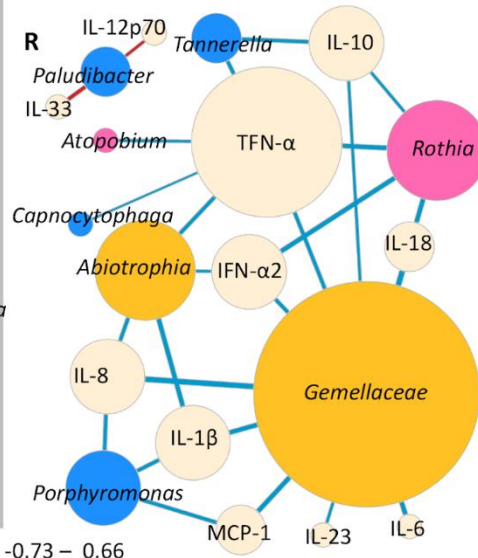 R
IL-12p70
Tannerella
IL-10
Paludibacter
IL-33
Atopobium
TFN-α
Rothia
Capnocytophaga
IL-18
Abiotrophia
IFN-α2
a
IL-8
Gemellaceae
IL-1β
Porphyromonas
MCP-1
IL-23
IL-6
-0.73 – 0.66